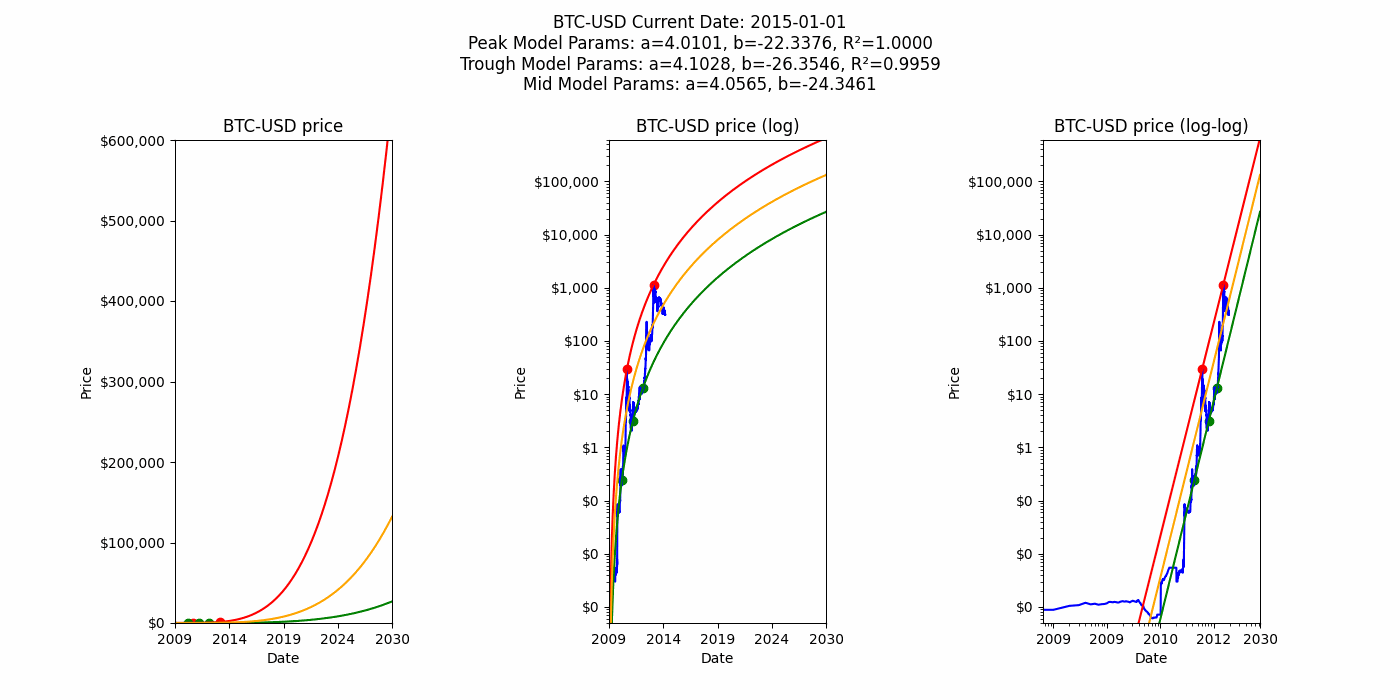 BTC-USD Current Date: 2015-01-01
Peak Model Params: a=4.0101, b=-22.3376, R²=1.0000
Trough Model Params: a=4.1028, b=-26.3546, R²=0.9959
Mid Model Params: a=4.0565, b=-24.3461
BTC-USD price
$600,000
$500,000
$400,000
$300,000
$200,000
$100,000
$0
Price
2009 2014 2019 2024 2030
Date
BTC-USD price (log)
$100,000
$10,000
$1,000
$100
$10
$1
$0
$0
$0
Price
2009 2014 2019 2024 2030
Date
BTC-USD price (log-log)
$100,000
$10,000
$1,000
$100
$10
$1
$0
$0
$0
Price
2009 2009 2010 2012 2030
Date